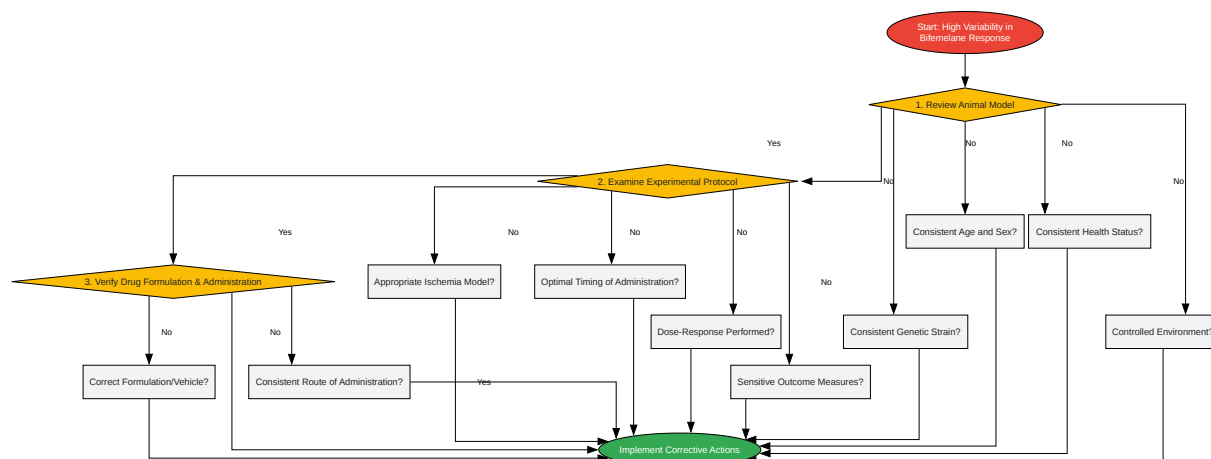 Start: High Variability in
Bifemelane Response
1. Review Animal Model
Yes
No
No
No
No
2. Examine Experimental Protocol
Consistent Age and Sex?
Consistent Health Status?
Yes
No
No
No
No
3. Verify Drug Formulation & Administration
Appropriate Ischemia Model?
Optimal Timing of Administration?
Dose-Response Performed?
Consistent Genetic Strain?
Controlled Environment?
No
No
Correct Formulation/Vehicle?
Consistent Route of Administration?
Yes
Sensitive Outcome Measures?
Implement Corrective Actions